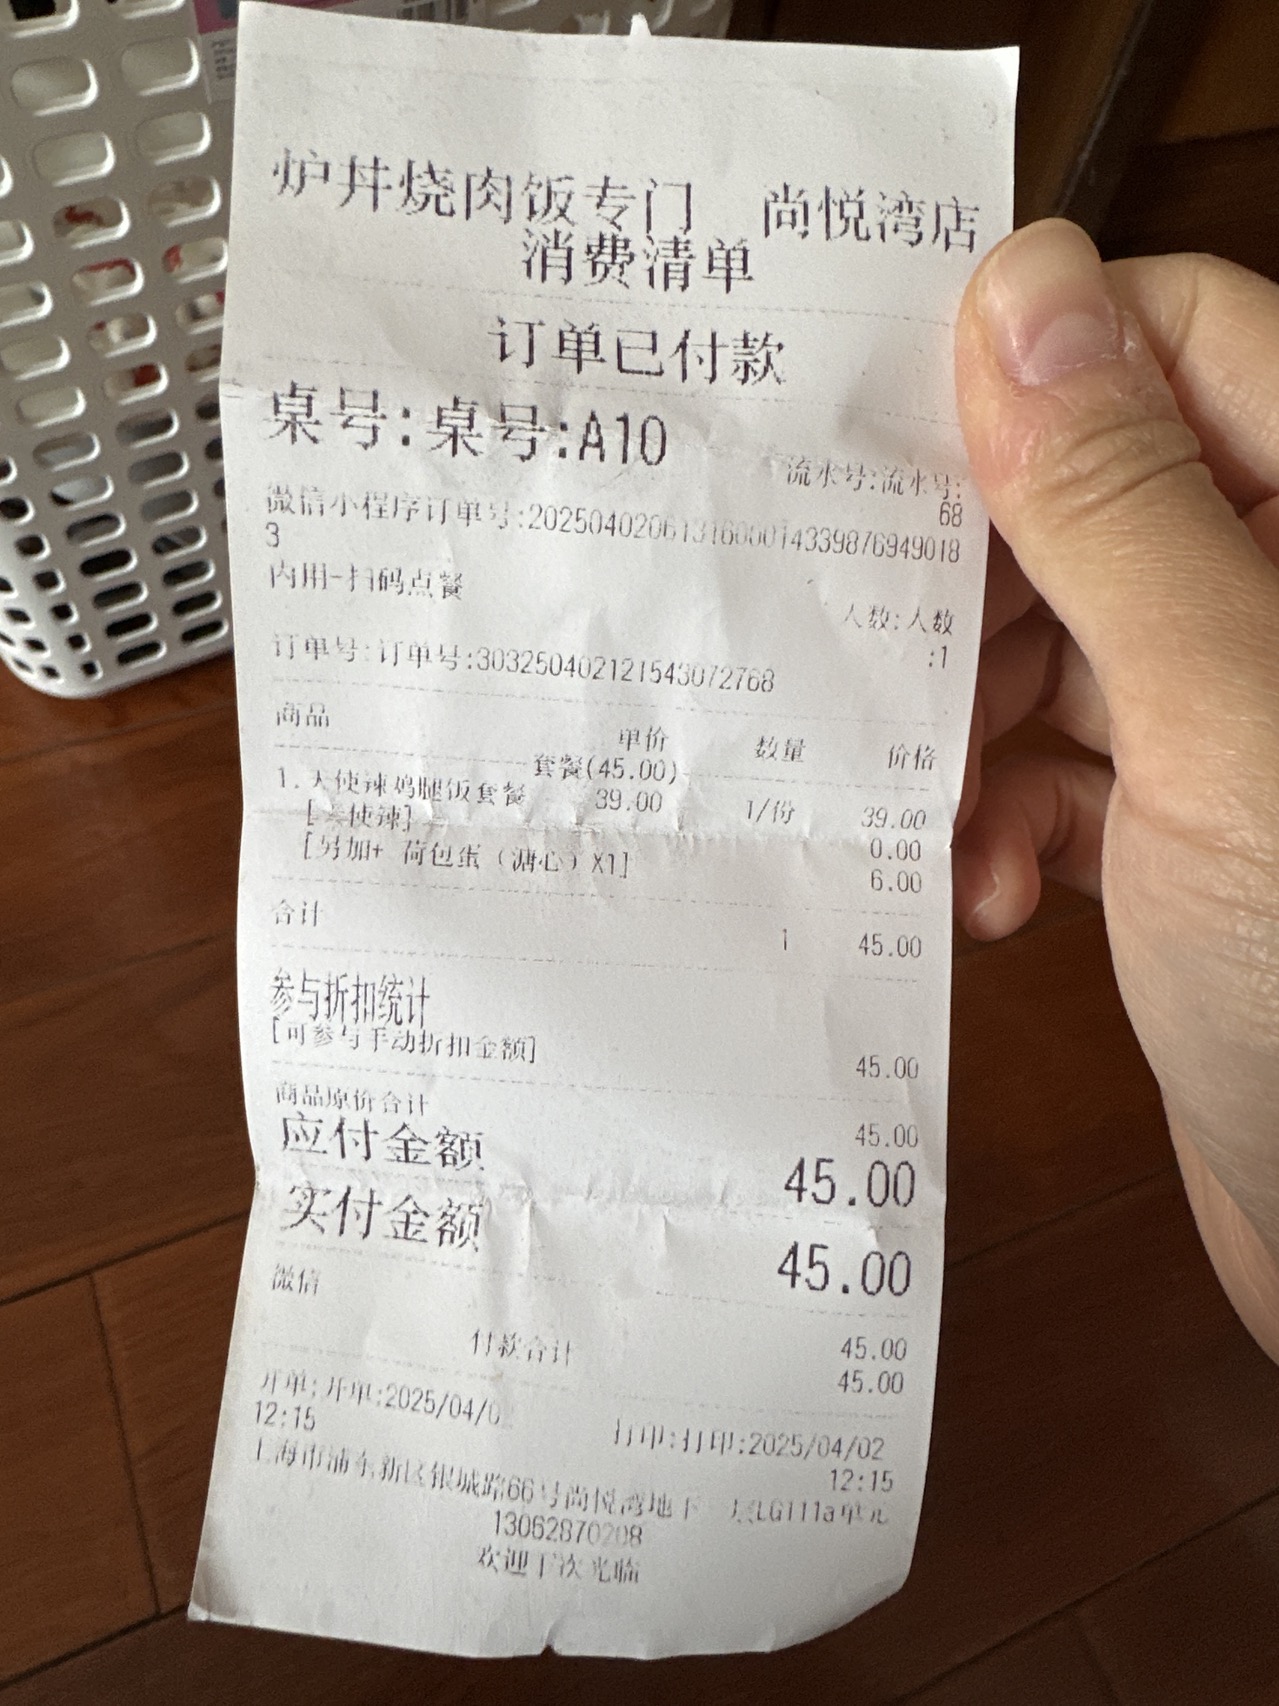 炉丼烧肉饭专门 尚悦湾店
消费清单
订单已付款
桌号:桌号:A10
流水号:流水号:
68
微信小程序订单号:202504020613160001433987694901８
3
内用-扫码点餐
人数:人数
:1
订单号:订单号:303250402121543072768
商品 单价 数量 价格
套餐(45.00)
1.天使辣鸡腿饭套餐 39.00 1/份 39.00
[天使辣] 0.00
[另加+ 荷包蛋（溏心）X1] 6.00
合计 1 45.00
参与折扣统计
[可参与手动折扣金额] 45.00
商品原价合计 45.00
应付金额 45.00
实付金额 45.00
微信 45.00
付款合计 45.00
开单:开单:2025/04/02
12:15
打印:打印:2025/04/02
12:15
上海市浦东新区银城路66号尚悦湾地下一层LG111a单元
13062870208
欢迎下次光临